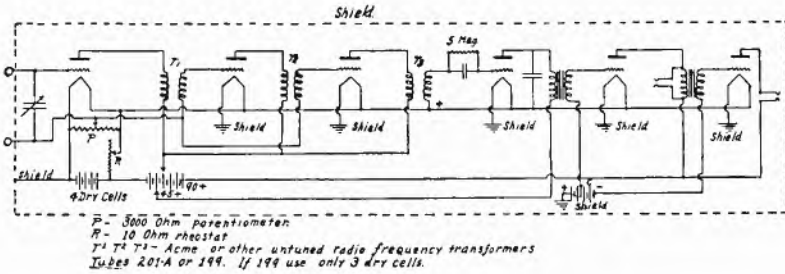 Shield.
T1 T2 T3 5 Meg
+
Shield Shield Shield Shield Shield
P
R
Shield
+45+ 90+
4 Dry Cells
C
Shield
P- 3000 Ohm potentiometer
R- 10 Ohm rheostat
T1 T2 T3- Acme or other untuned radio frequency transformers
Tubes 201-A or 199. If 199 use only 3 dry cells.